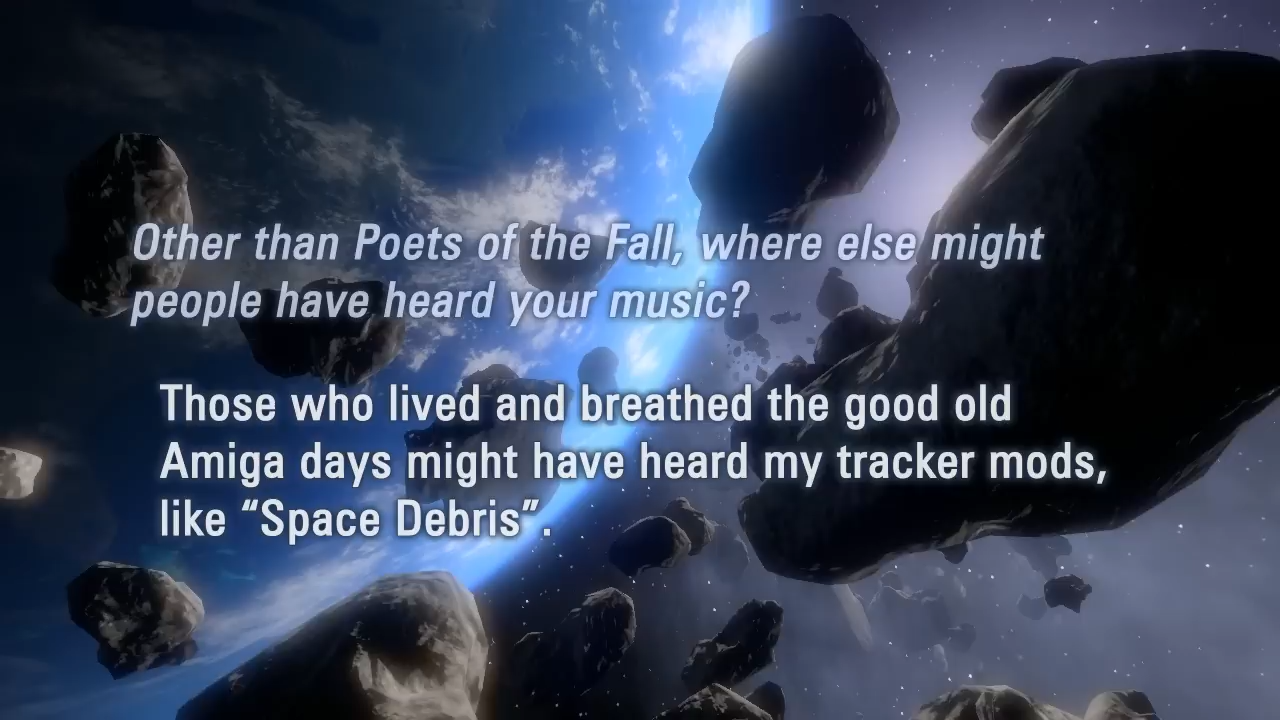 Other than Poets of the Fall, where else might
people have heard your music?
Those who lived and breathed the good old
Amiga days might have heard my tracker mods,
like “Space Debris”.